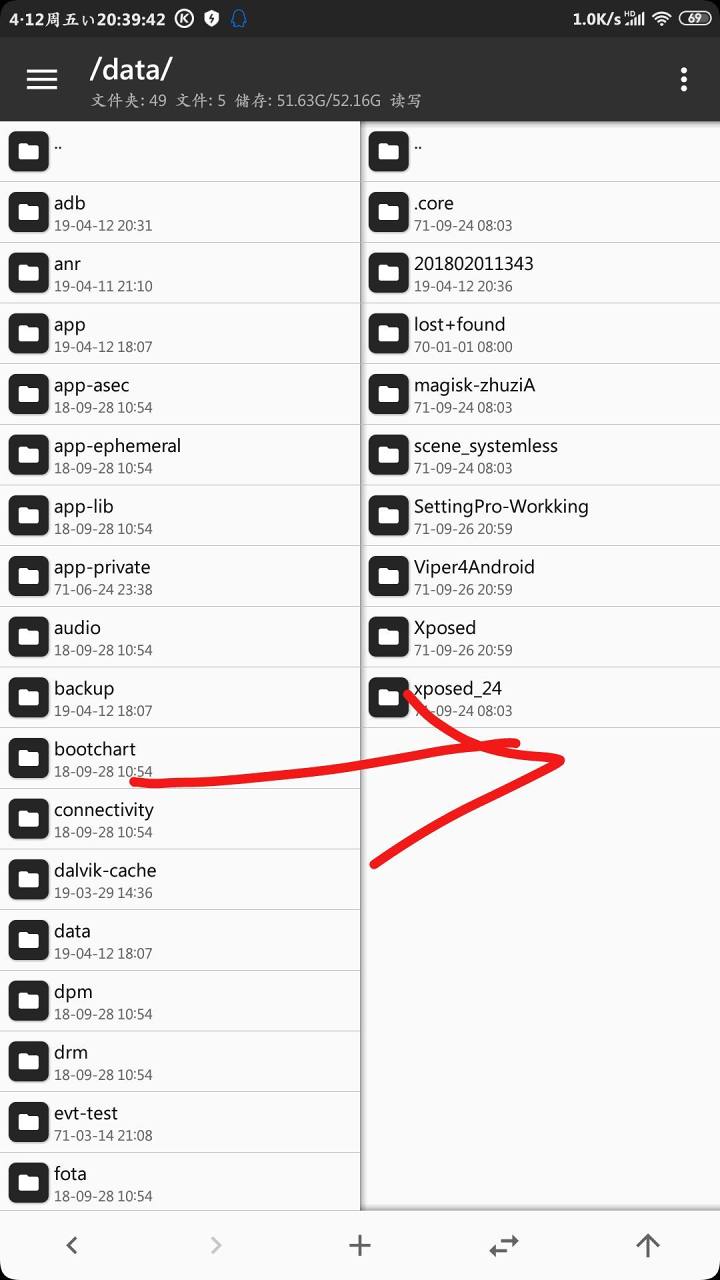 4·12周五い20:39:42
1.0K/s HD 69
/data/
文件夹: 49 文件: 5 储存: 51.63G/52.16G 读写
..
adb
19-04-12 20:31
anr
19-04-11 21:10
app
19-04-12 18:07
app-asec
18-09-28 10:54
app-ephemeral
18-09-28 10:54
app-lib
18-09-28 10:54
app-private
71-06-24 23:38
audio
18-09-28 10:54
backup
19-04-12 18:07
bootchart
18-09-28 10:54
connectivity
18-09-28 10:54
dalvik-cache
19-03-29 14:36
data
19-04-12 18:07
dpm
18-09-28 10:54
drm
18-09-28 10:54
evt-test
71-03-14 21:08
fota
18-09-28 10:54
..
.core
71-09-24 08:03
201802011343
19-04-12 20:36
lost+found
70-01-01 08:00
magisk-zhuziA
71-09-24 08:03
scene_systemless
71-09-24 08:03
SettingPro-Workking
71-09-26 20:59
Viper4Android
71-09-26 20:59
Xposed
71-09-26 20:59
xposed_24
71-09-24 08:03